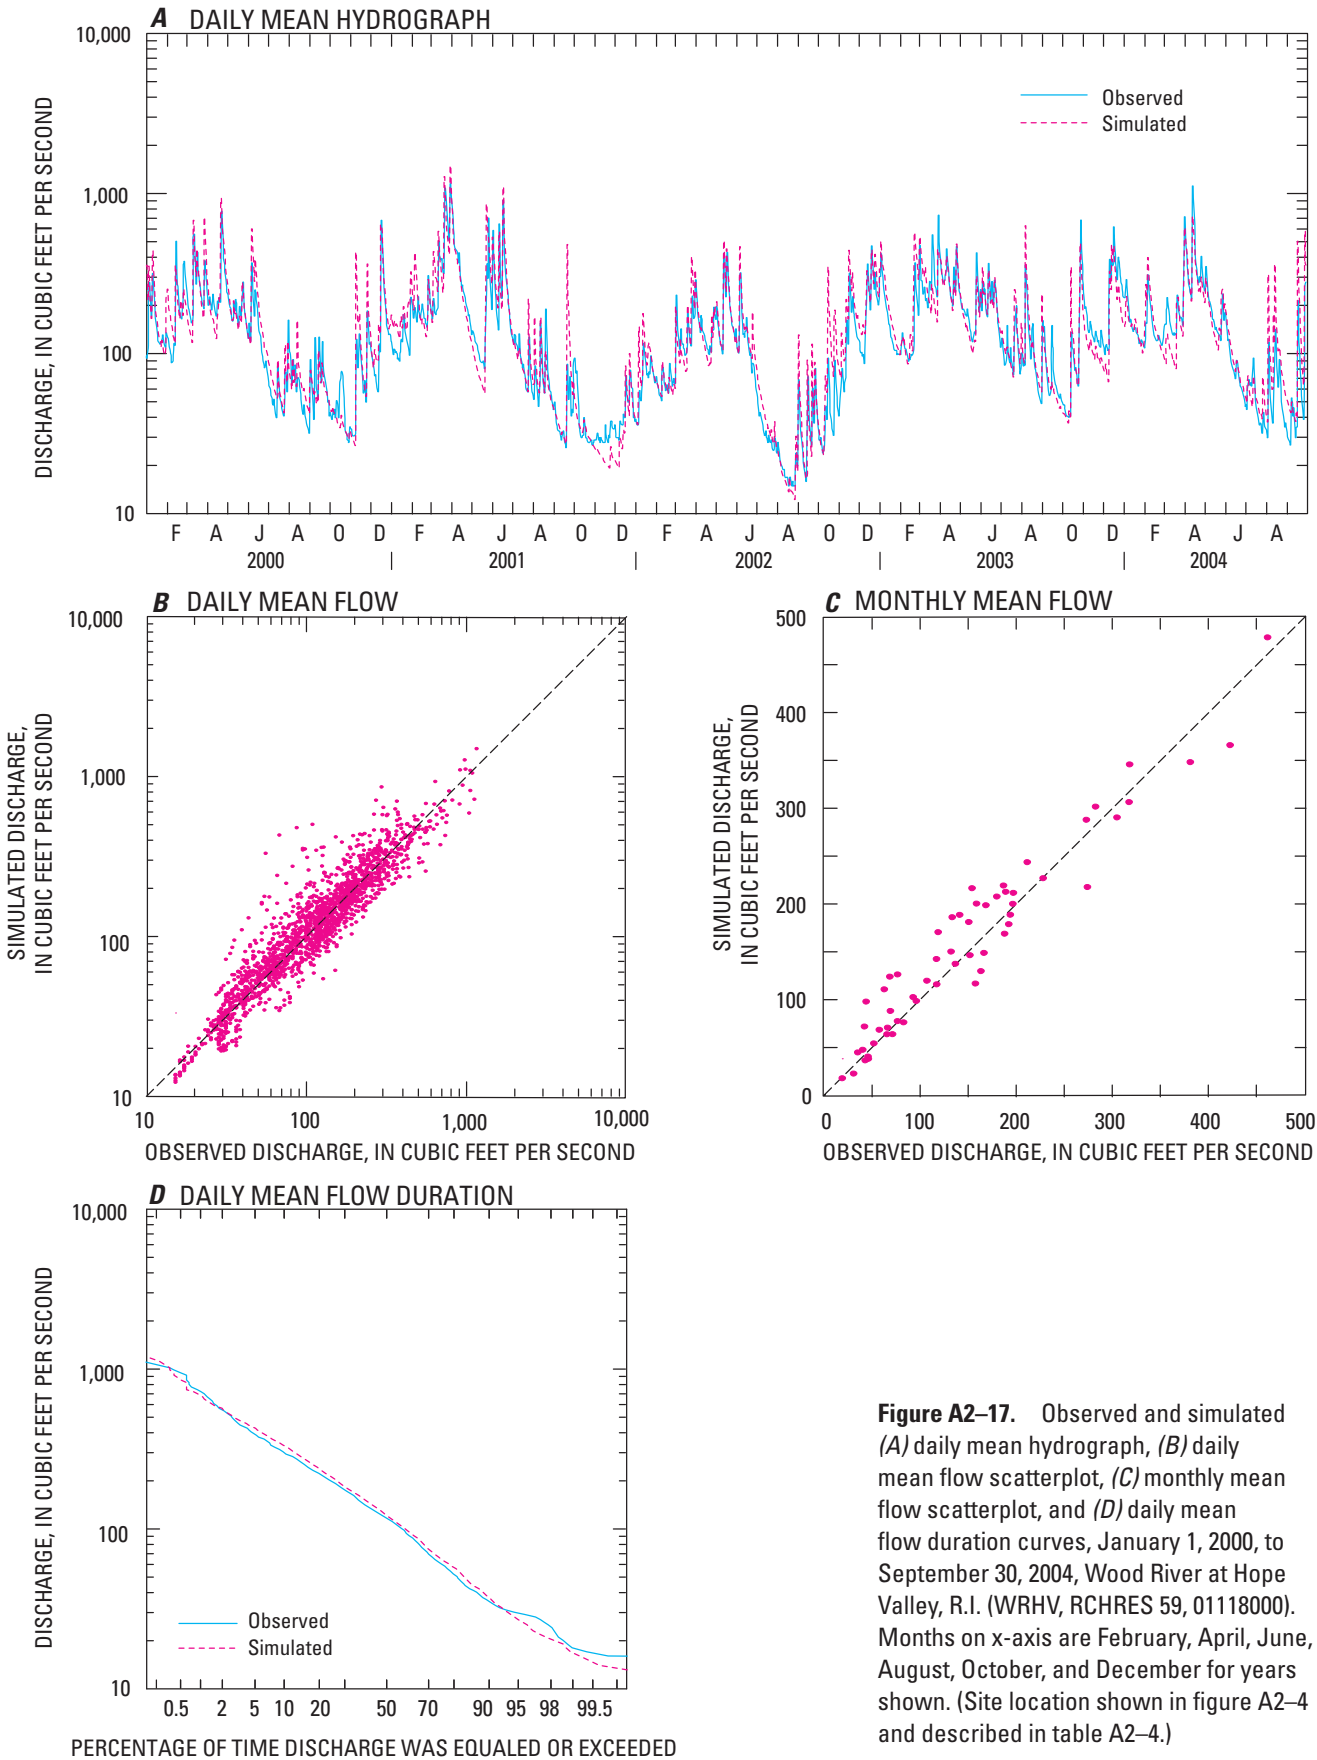 A DAILY MEAN HYDROGRAPH
10,000
1,000
100
10
DISCHARGE, IN CUBIC FEET PER SECOND
Observed
Simulated
F A J A O D F A J A O D F A J A O D F A J A O D F A J A
2000 | 2001 | 2002 | 2003 | 2004
B DAILY MEAN FLOW
10,000
1,000
100
10
SIMULATED DISCHARGE,
IN CUBIC FEET PER SECOND
10 100 1,000 10,000
OBSERVED DISCHARGE, IN CUBIC FEET PER SECOND
C MONTHLY MEAN FLOW
500
400
300
200
100
0
SIMULATED DISCHARGE,
IN CUBIC FEET PER SECOND
0 100 200 300 400 500
OBSERVED DISCHARGE, IN CUBIC FEET PER SECOND
D DAILY MEAN FLOW DURATION
10,000
1,000
100
10
DISCHARGE, IN CUBIC FEET PER SECOND
Observed
Simulated
0.5 2 5 10 20 50 70 90 95 98 99.5
PERCENTAGE OF TIME DISCHARGE WAS EQUALED OR EXCEEDED
Figure A2–17. Observed and simulated
(A) daily mean hydrograph, (B) daily
mean flow scatterplot, (C) monthly mean
flow scatterplot, and (D) daily mean
flow duration curves, January 1, 2000, to
September 30, 2004, Wood River at Hope
Valley, R.I. (WRHV, RCHRES 59, 01118000).
Months on x-axis are February, April, June,
August, October, and December for years
shown. (Site location shown in figure A2–4
and described in table A2–4.)